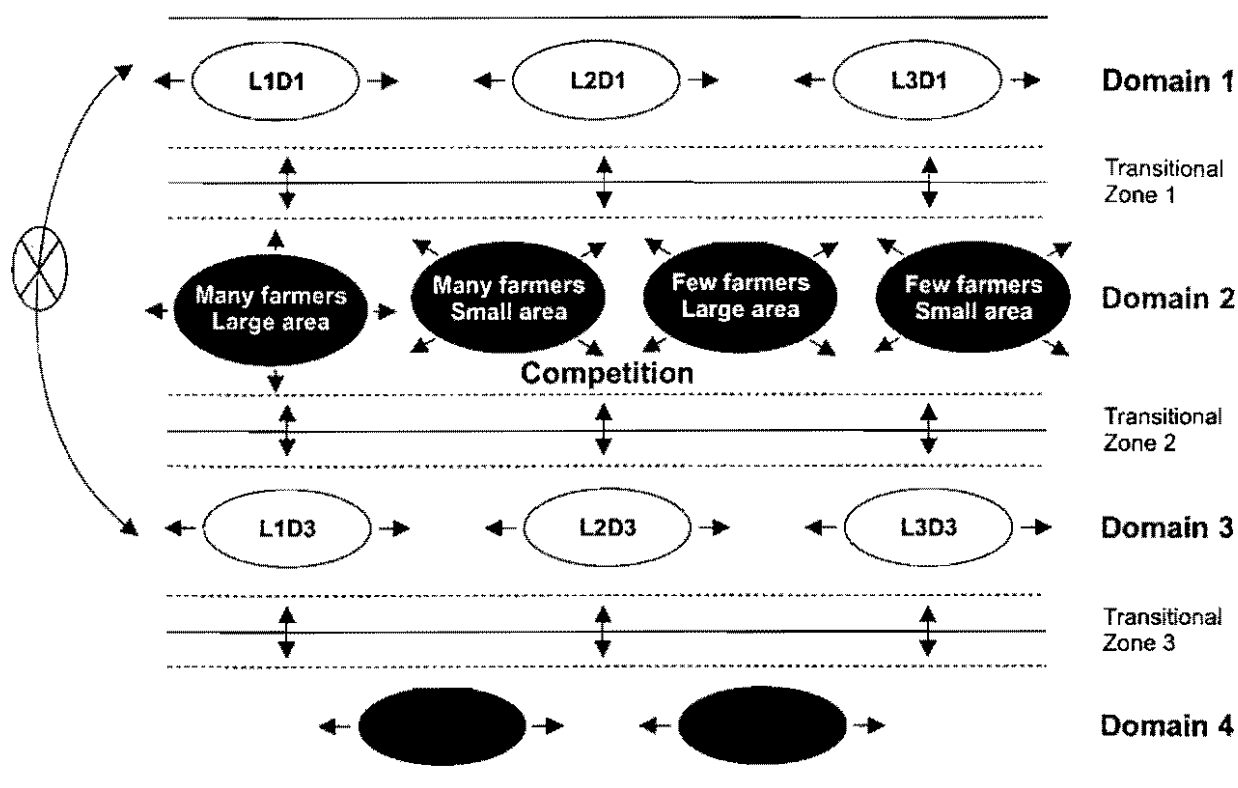 L1D1
L2D1
L3D1
Domain 1
Transitional
Zone 1
Many farmers
Large area
Many farmers
Small area
Few farmers
Large area
Few farmers
Small area
Domain 2
Competition
Transitional
Zone 2
L1D3
L2D3
L3D3
Domain 3
Transitional
Zone 3
Domain 4